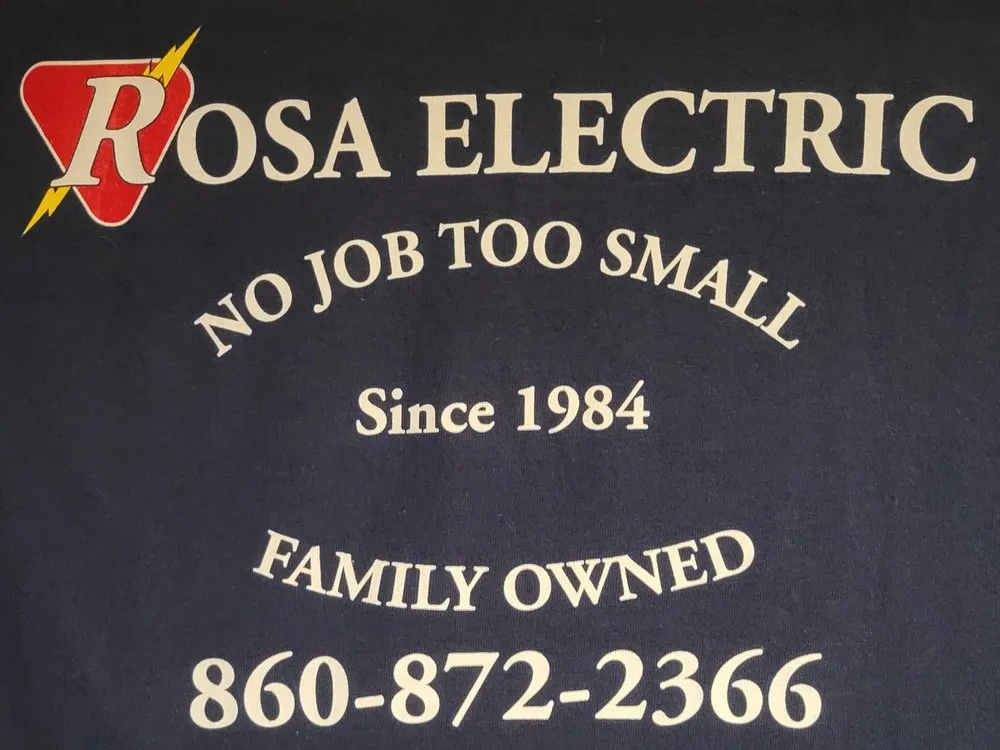 ROSA ELECTRIC
NO JOB TOO SMALL
Since 1984
FAMILY OWNED
860-872-2366